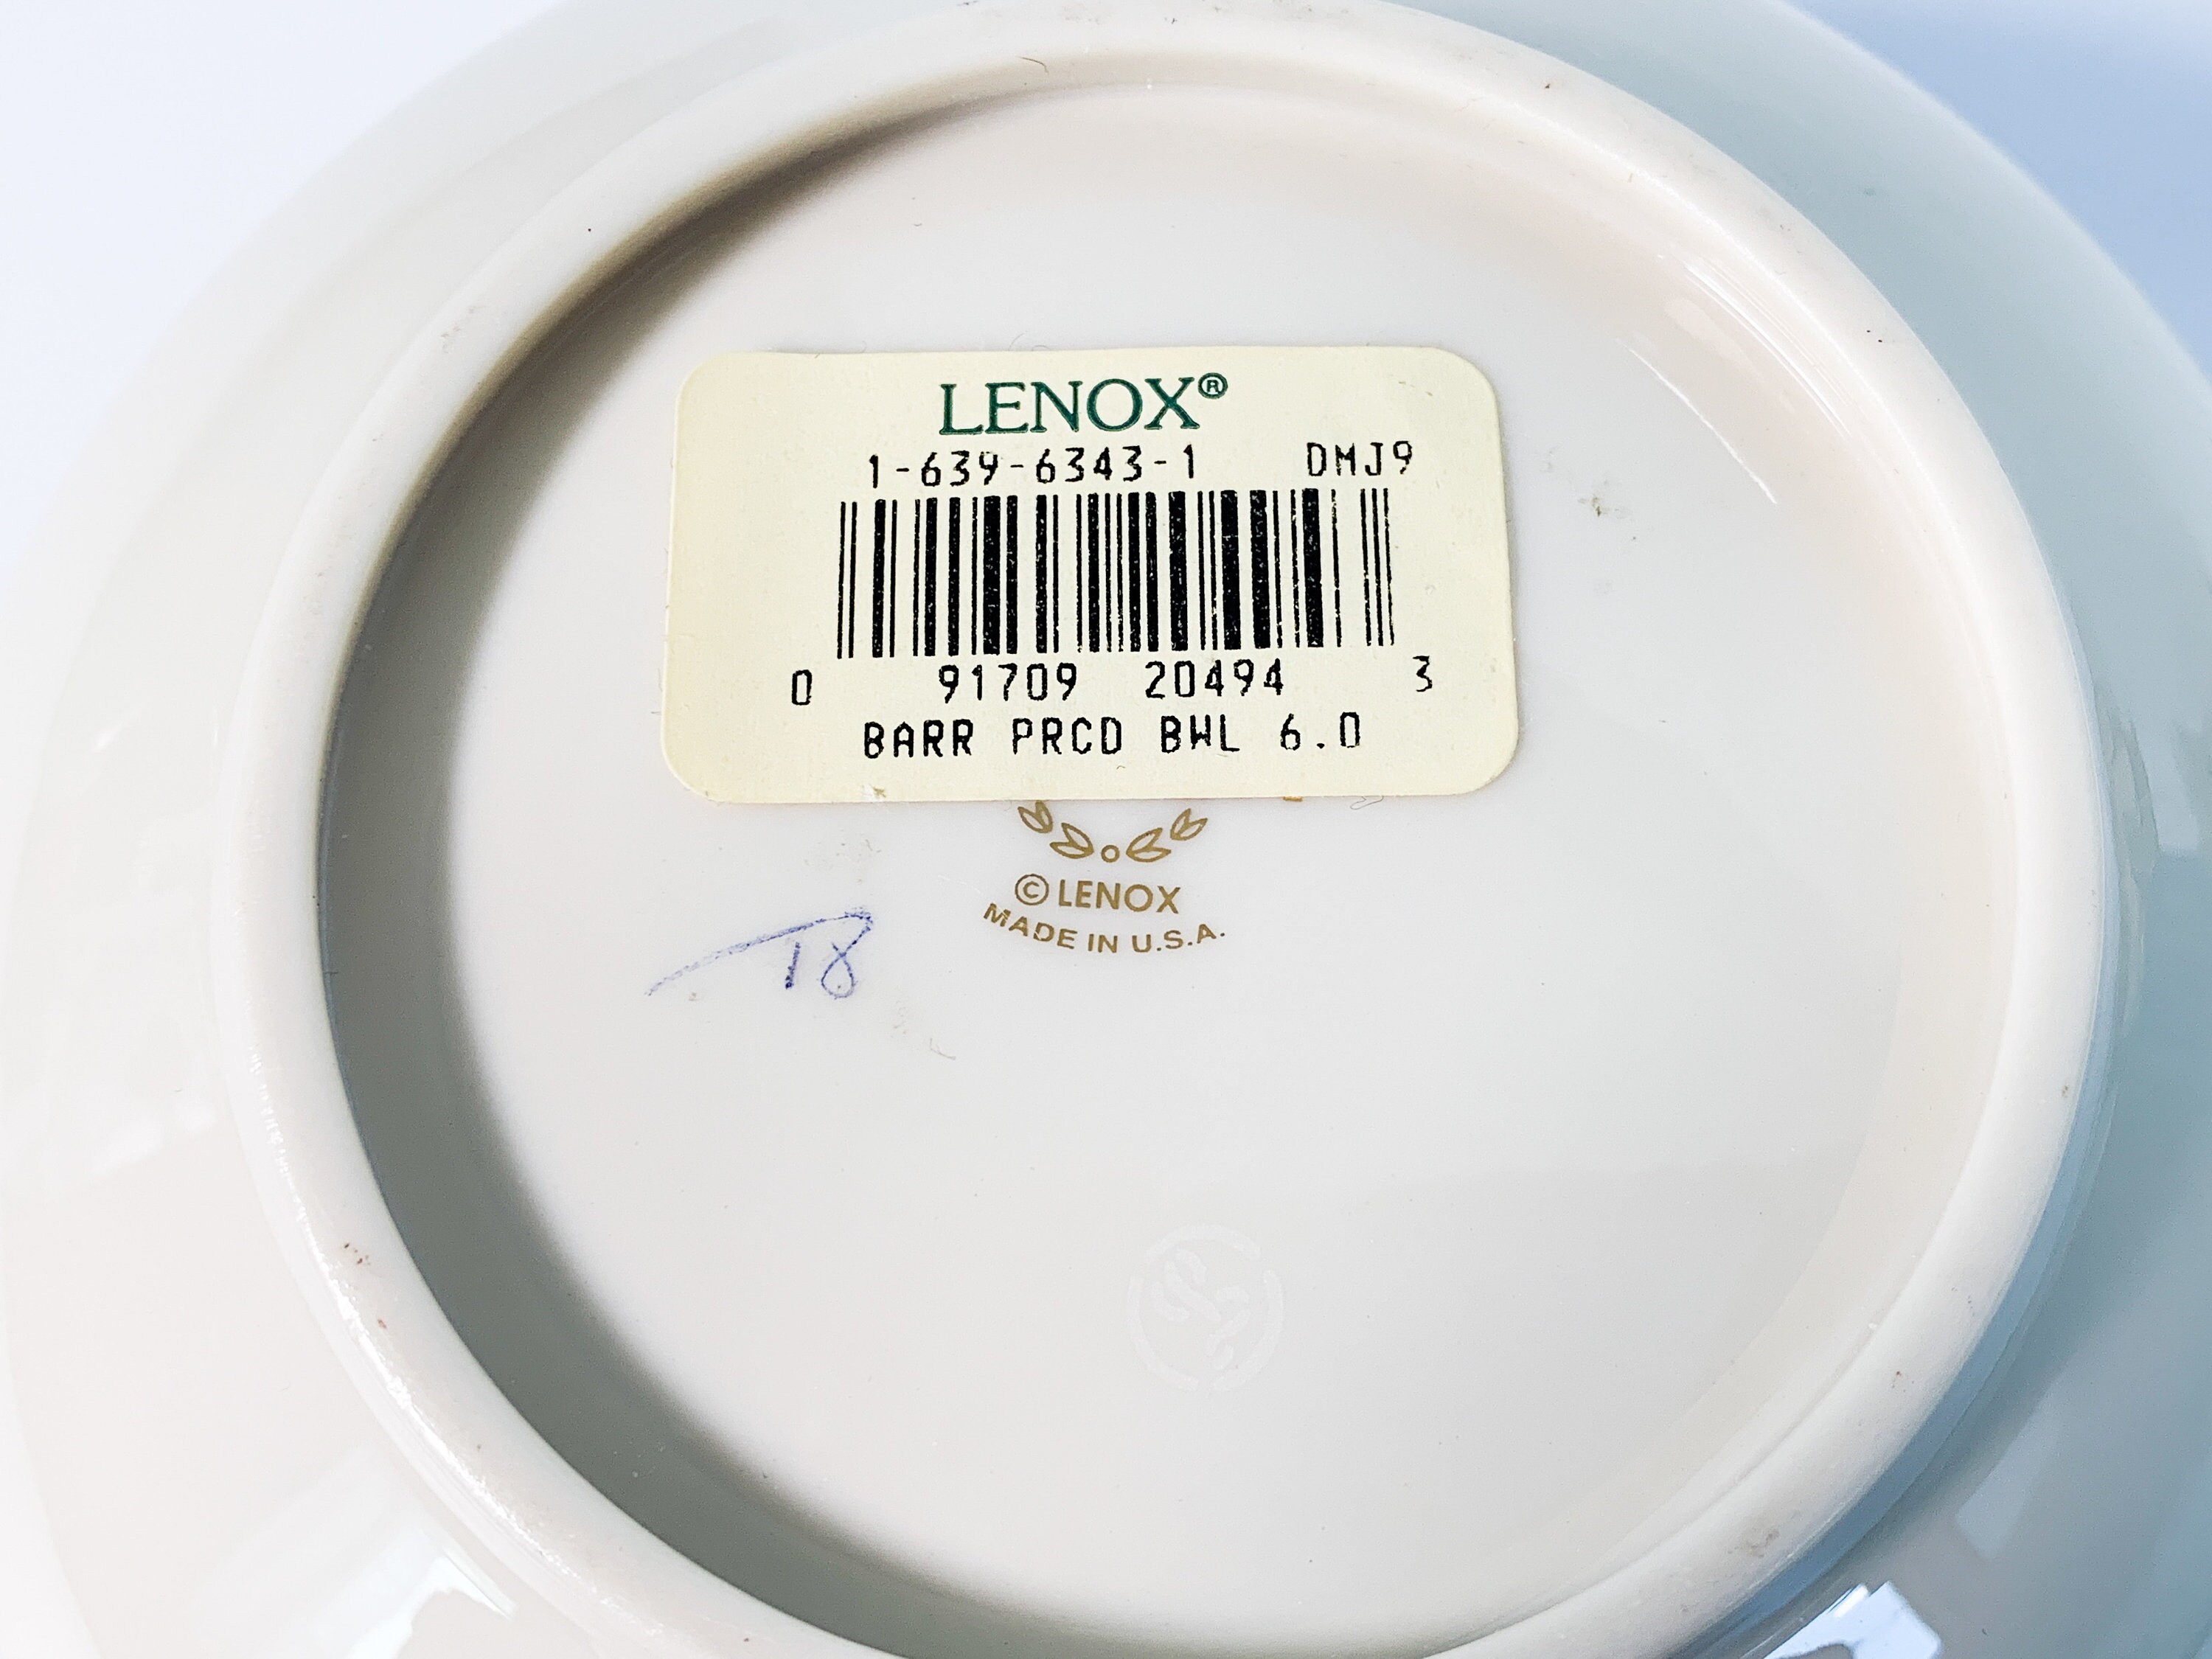 LENOX®
1-639-6343-1 DMJ9
0 91709 20494 3
BARR PRCD BWL 6.0
© LENOX
MADE IN U.S.A.
18